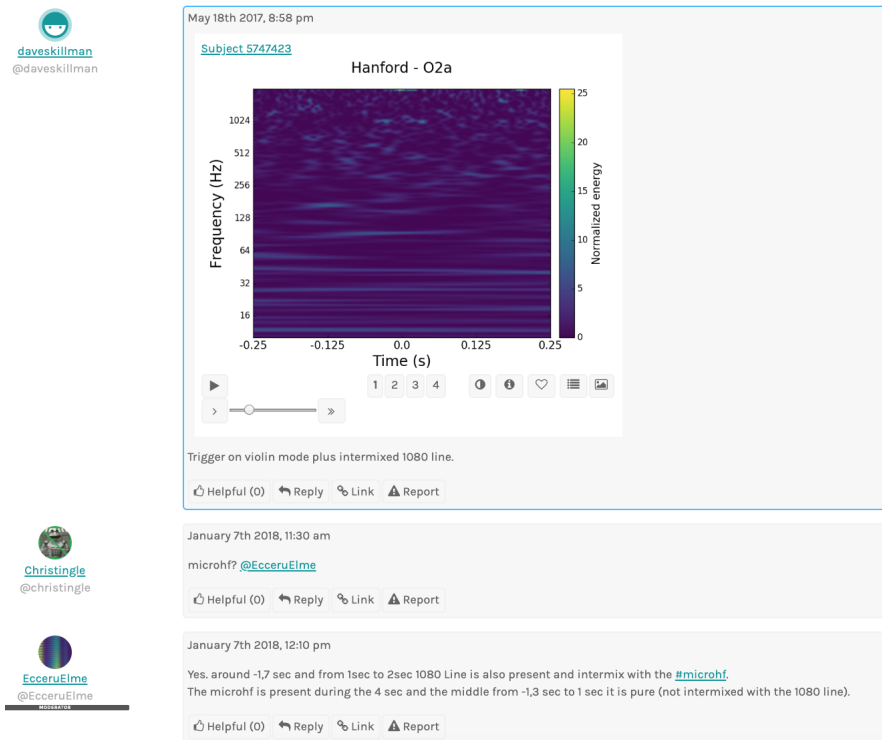 daveskillman
@daveskillman
May 18th 2017, 8:58 pm
Subject 5747423
Hanford - O2a
Frequency (Hz)
1024
512
256
128
64
32
16
-0.25
-0.125
0.0
0.125
0.25
Time (s)
25
20
15
10
5
0
Normalized energy
1 2 3 4
Trigger on violin mode plus intermixed 1080 line.
Helpful (0) Reply Link Report
Christingle
@christingle
January 7th 2018, 11:30 am
microhf? @EcceruElme
Helpful (0) Reply Link Report
EcceruElme
@EcceruElme
MODERATOR
January 7th 2018, 12:10 pm
Yes. around -1,7 sec and from 1sec to 2sec 1080 Line is also present and intermix with the #microhf.
The microhf is present during the 4 sec and the middle from -1,3 sec to 1 sec it is pure (not intermixed with the 1080 line).
Helpful (0) Reply Link Report